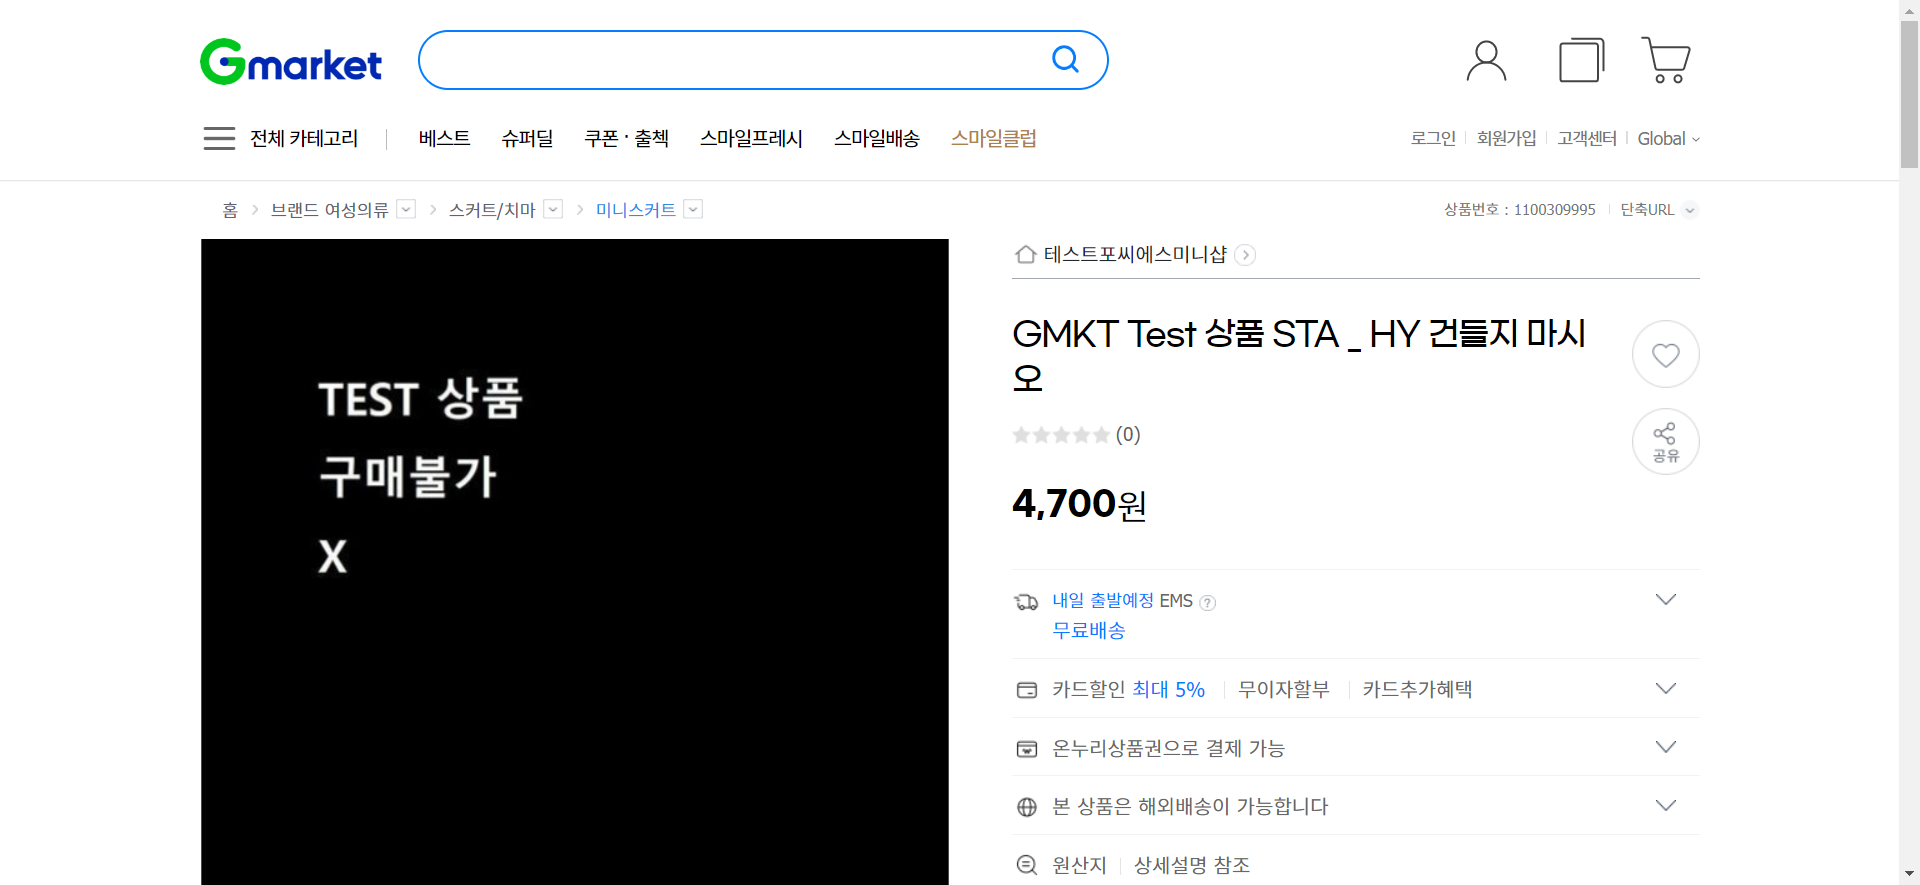 Gmarket
전체 카테고리
베스트 슈퍼딜 쿠폰 · 출첵 스마일프레시 스마일배송 스마일클럽
로그인 회원가입 고객센터 Global
홈 브랜드 여성의류 스커트/치마 미니스커트
상품번호 : 1100309995 단축URL
TEST 상품
구매불가
X
테스트포씨에스미니샵
GMKT Test 상품 STA _ HY 건들지 마시
오
(0)
공유
4,700원
내일 출발예정 EMS ?
무료배송
카드할인 최대 5% 무이자할부 카드추가혜택
온누리상품권으로 결제 가능
본 상품은 해외배송이 가능합니다
원산지 상세설명 참조